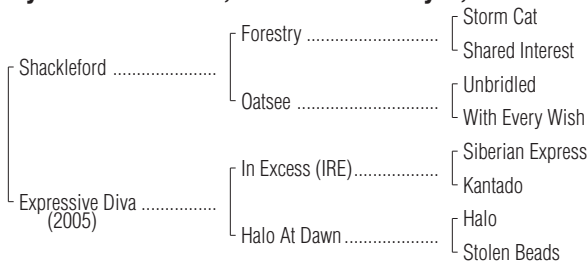 Storm Cat
Forestry
Shared Interest
Shackleford
Unbridled
Oatsee
With Every Wish
Siberian Express
In Excess (IRE)
Kantado
Expressive Diva
(2005)
Halo
Halo At Dawn
Stolen Beads